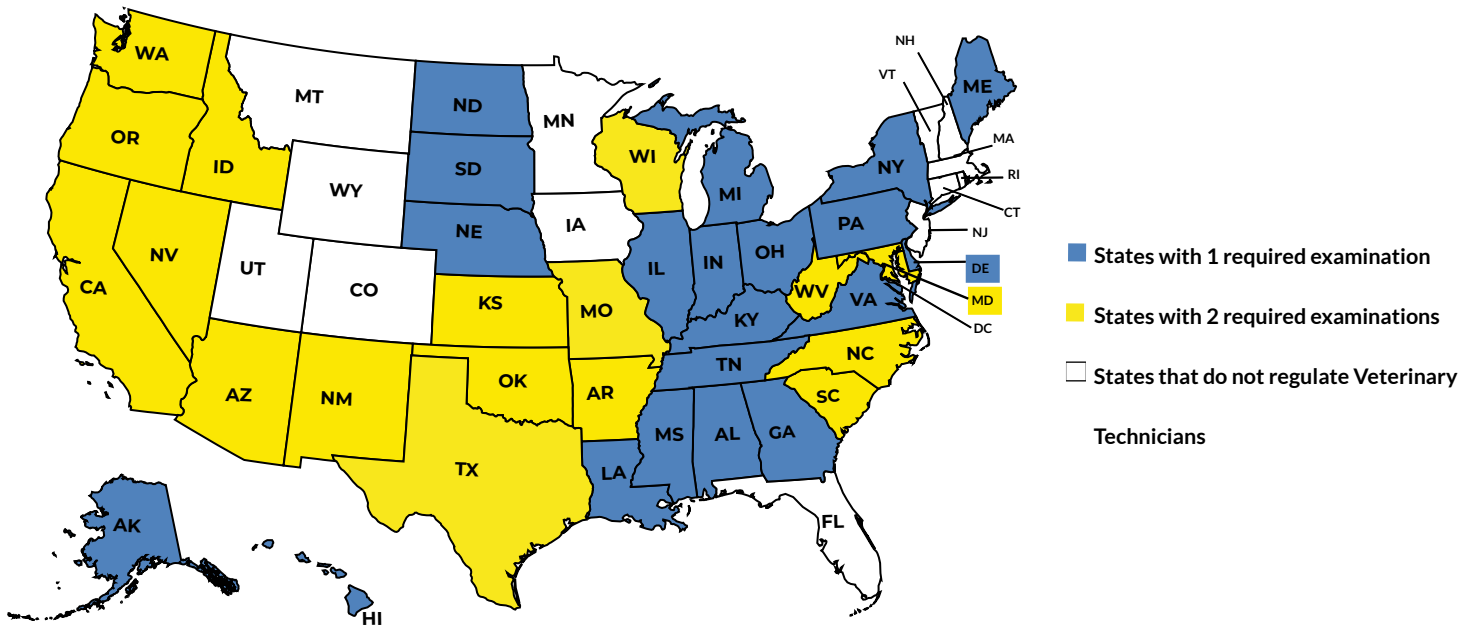 WA
MT
ND
MN
OR
ID
SD
WI
WY
NE
IA
MI
NY
ME
NH
VT
MA
RI
CT
NJ
PA
NV
UT
CO
CA
KS
MO
IL
IN
OH
WV
VA
KY
DE
MD
DC
AZ
NM
OK
AR
TN
NC
SC
TX
LA
MS
AL
GA
FL
AK
HI
States with 1 required examination
States with 2 required examinations
States that do not regulate Veterinary
Technicians